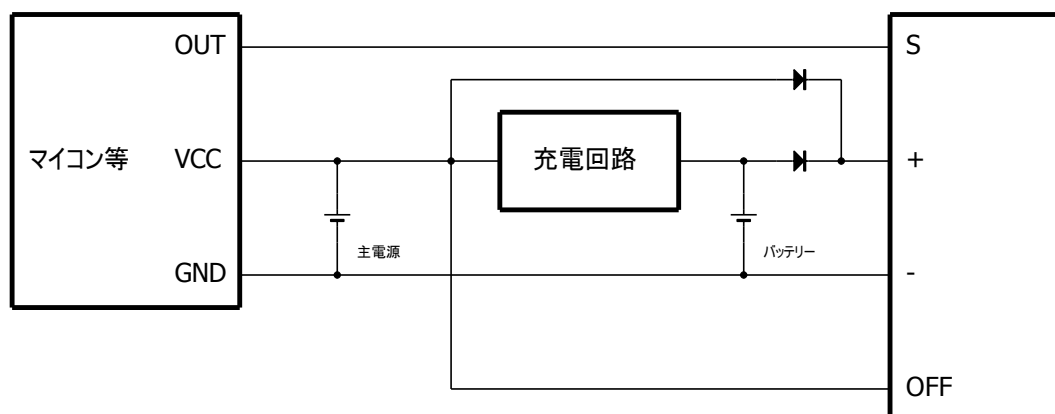 OUT
S
マイコン等
VCC
充電回路
+
主電源
バッテリー
GND
-
OFF